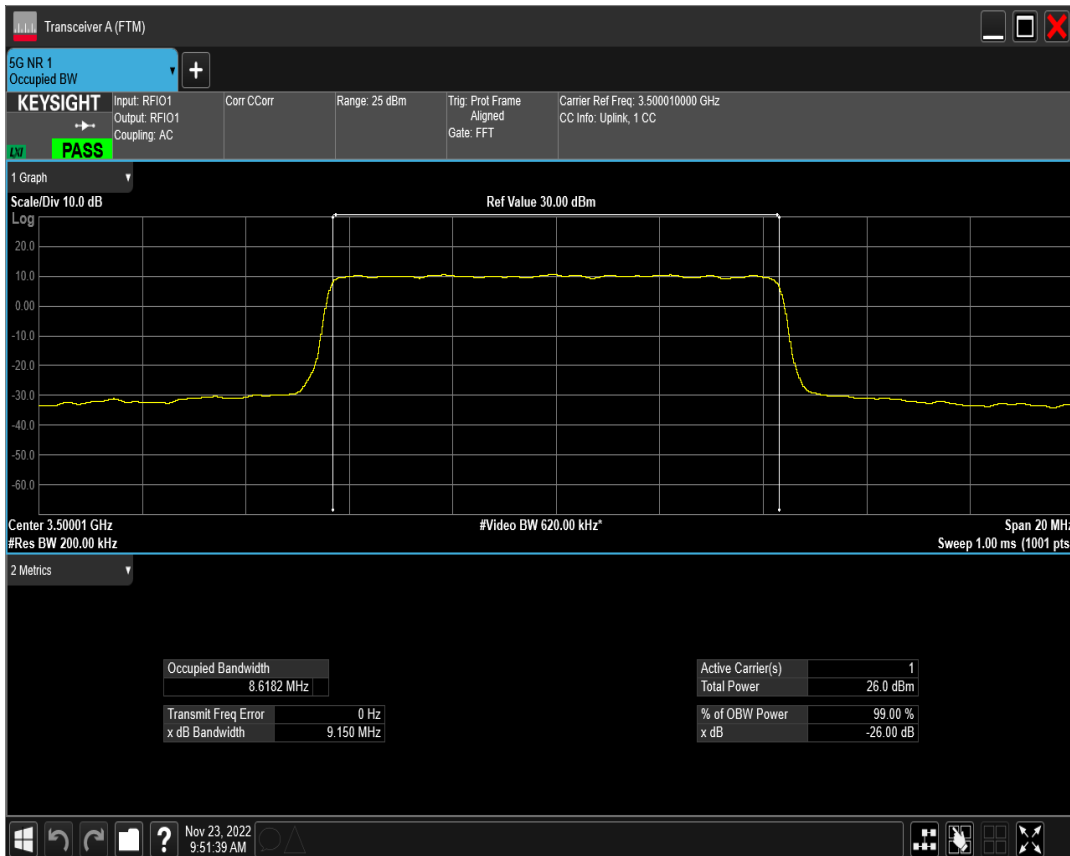 Transceiver A (FTM)
5G NR 1
Occupied BW
+
KEYSIGHT
LXI
PASS
Input: RFIO1
Output: RFIO1
Coupling: AC
Corr CCorr
Range: 25 dBm
Trig: Prot Frame
Aligned
Gate: FFT
Carrier Ref Freq: 3.500010000 GHz
CC Info: Uplink, 1 CC
1 Graph
Scale/Div 10.0 dB
Ref Value 30.00 dBm
Log
20.0
10.0
0.00
-10.0
-20.0
-30.0
-40.0
-50.0
-60.0
Center 3.50001 GHz
#Video BW 620.00 kHz*
Span 20 MHz
#Res BW 200.00 kHz
Sweep 1.00 ms (1001 pts
2 Metrics
Occupied Bandwidth
8.6182 MHz
Transmit Freq Error 0 Hz
x dB Bandwidth 9.150 MHz
Active Carrier(s) 1
Total Power 26.0 dBm
% of OBW Power 99.00 %
x dB -26.00 dB
?
Nov 23, 2022
9:51:39 AM